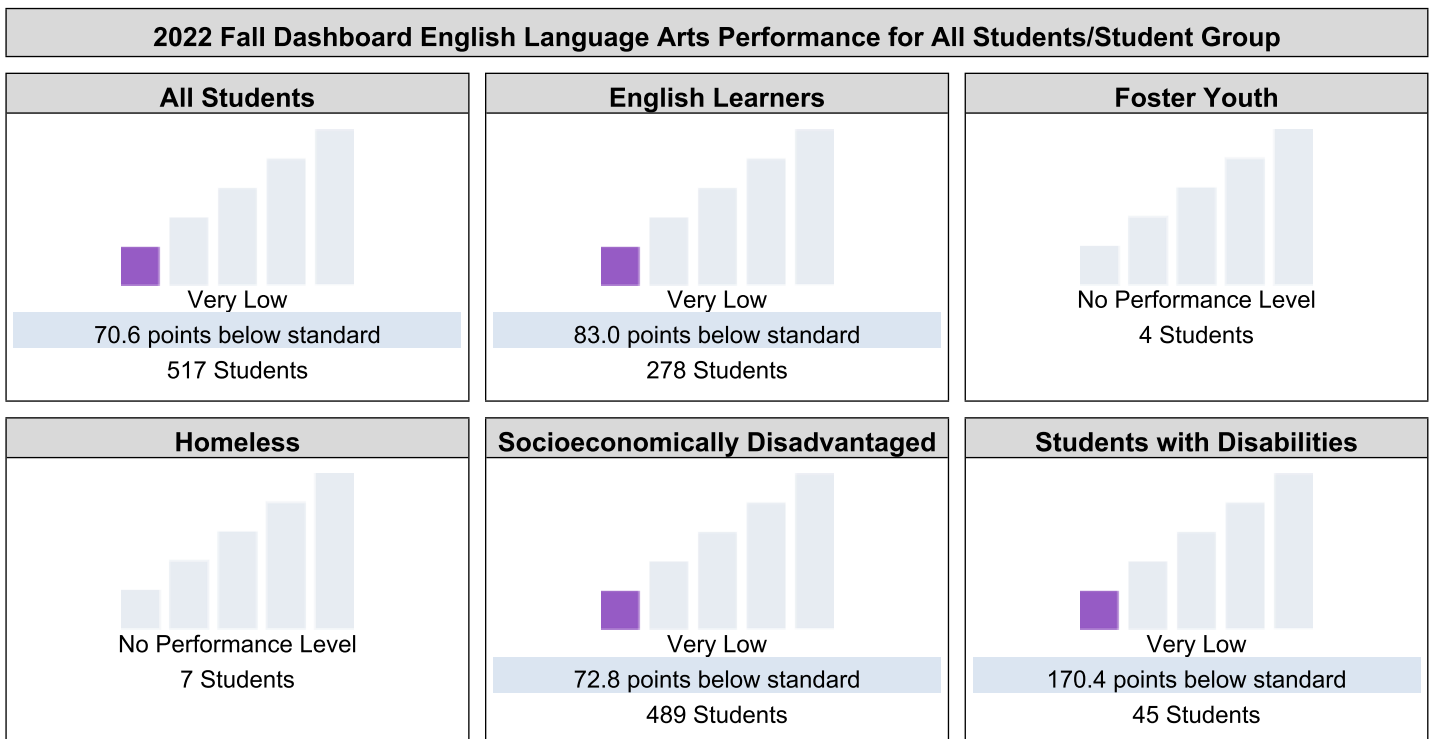 2022 Fall Dashboard English Language Arts Performance for All Students/Student Group
All Students
Very Low
70.6 points below standard
517 Students
English Learners
Very Low
83.0 points below standard
278 Students
Foster Youth
No Performance Level
4 Students
Homeless
No Performance Level
7 Students
Socioeconomically Disadvantaged
Very Low
72.8 points below standard
489 Students
Students with Disabilities
Very Low
170.4 points below standard
45 Students